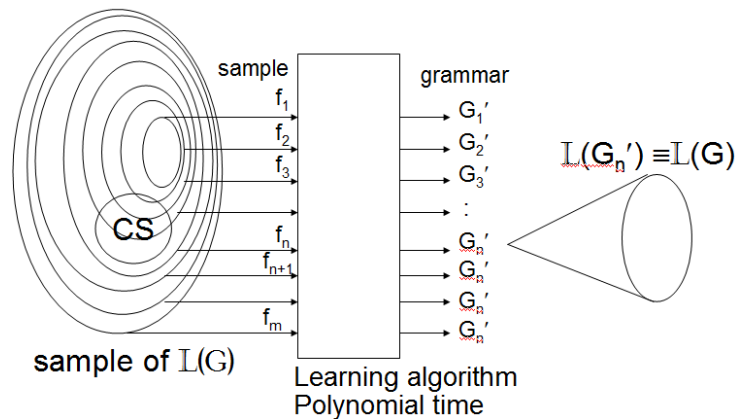 sample
grammar
f₁
G₁′
f₂
G₂′
f₃
G₃′
𝕃(Gₙ′) ≡𝕃(G)
:
CS
fₙ
Gₙ′
fₙ₊₁
Gₙ′
Gₙ′
fₘ
Gₙ′
sample of 𝕃(G)
Learning algorithm
Polynomial time